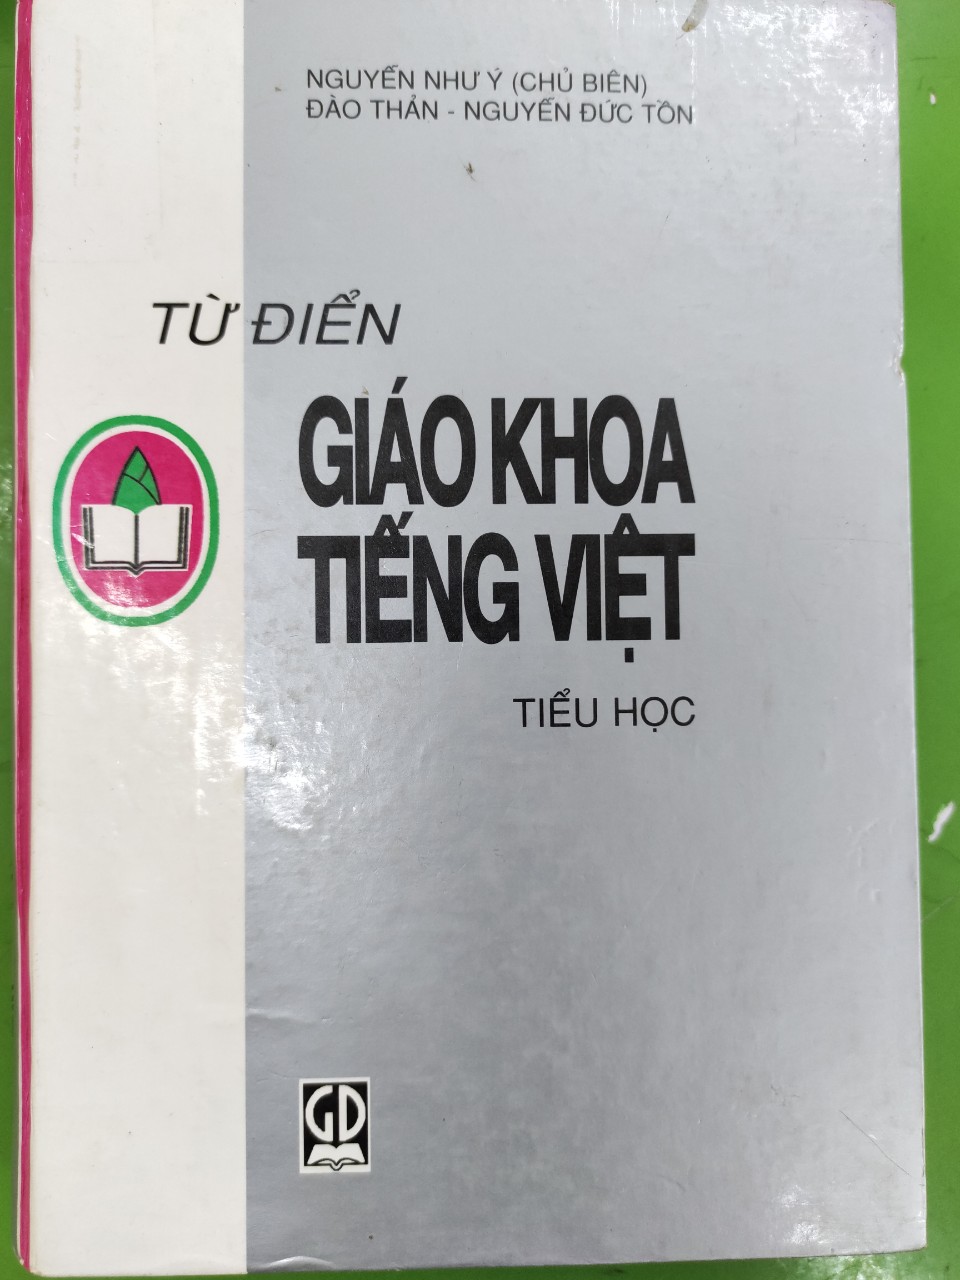 NGUYỄN NHƯ Ý (CHỦ BIÊN)
ĐÀO THẢN - NGUYỄN ĐỨC TỒN
TỪ ĐIỂN
GIÁO KHOA
TIẾNG VIỆT
TIỂU HỌC
GD